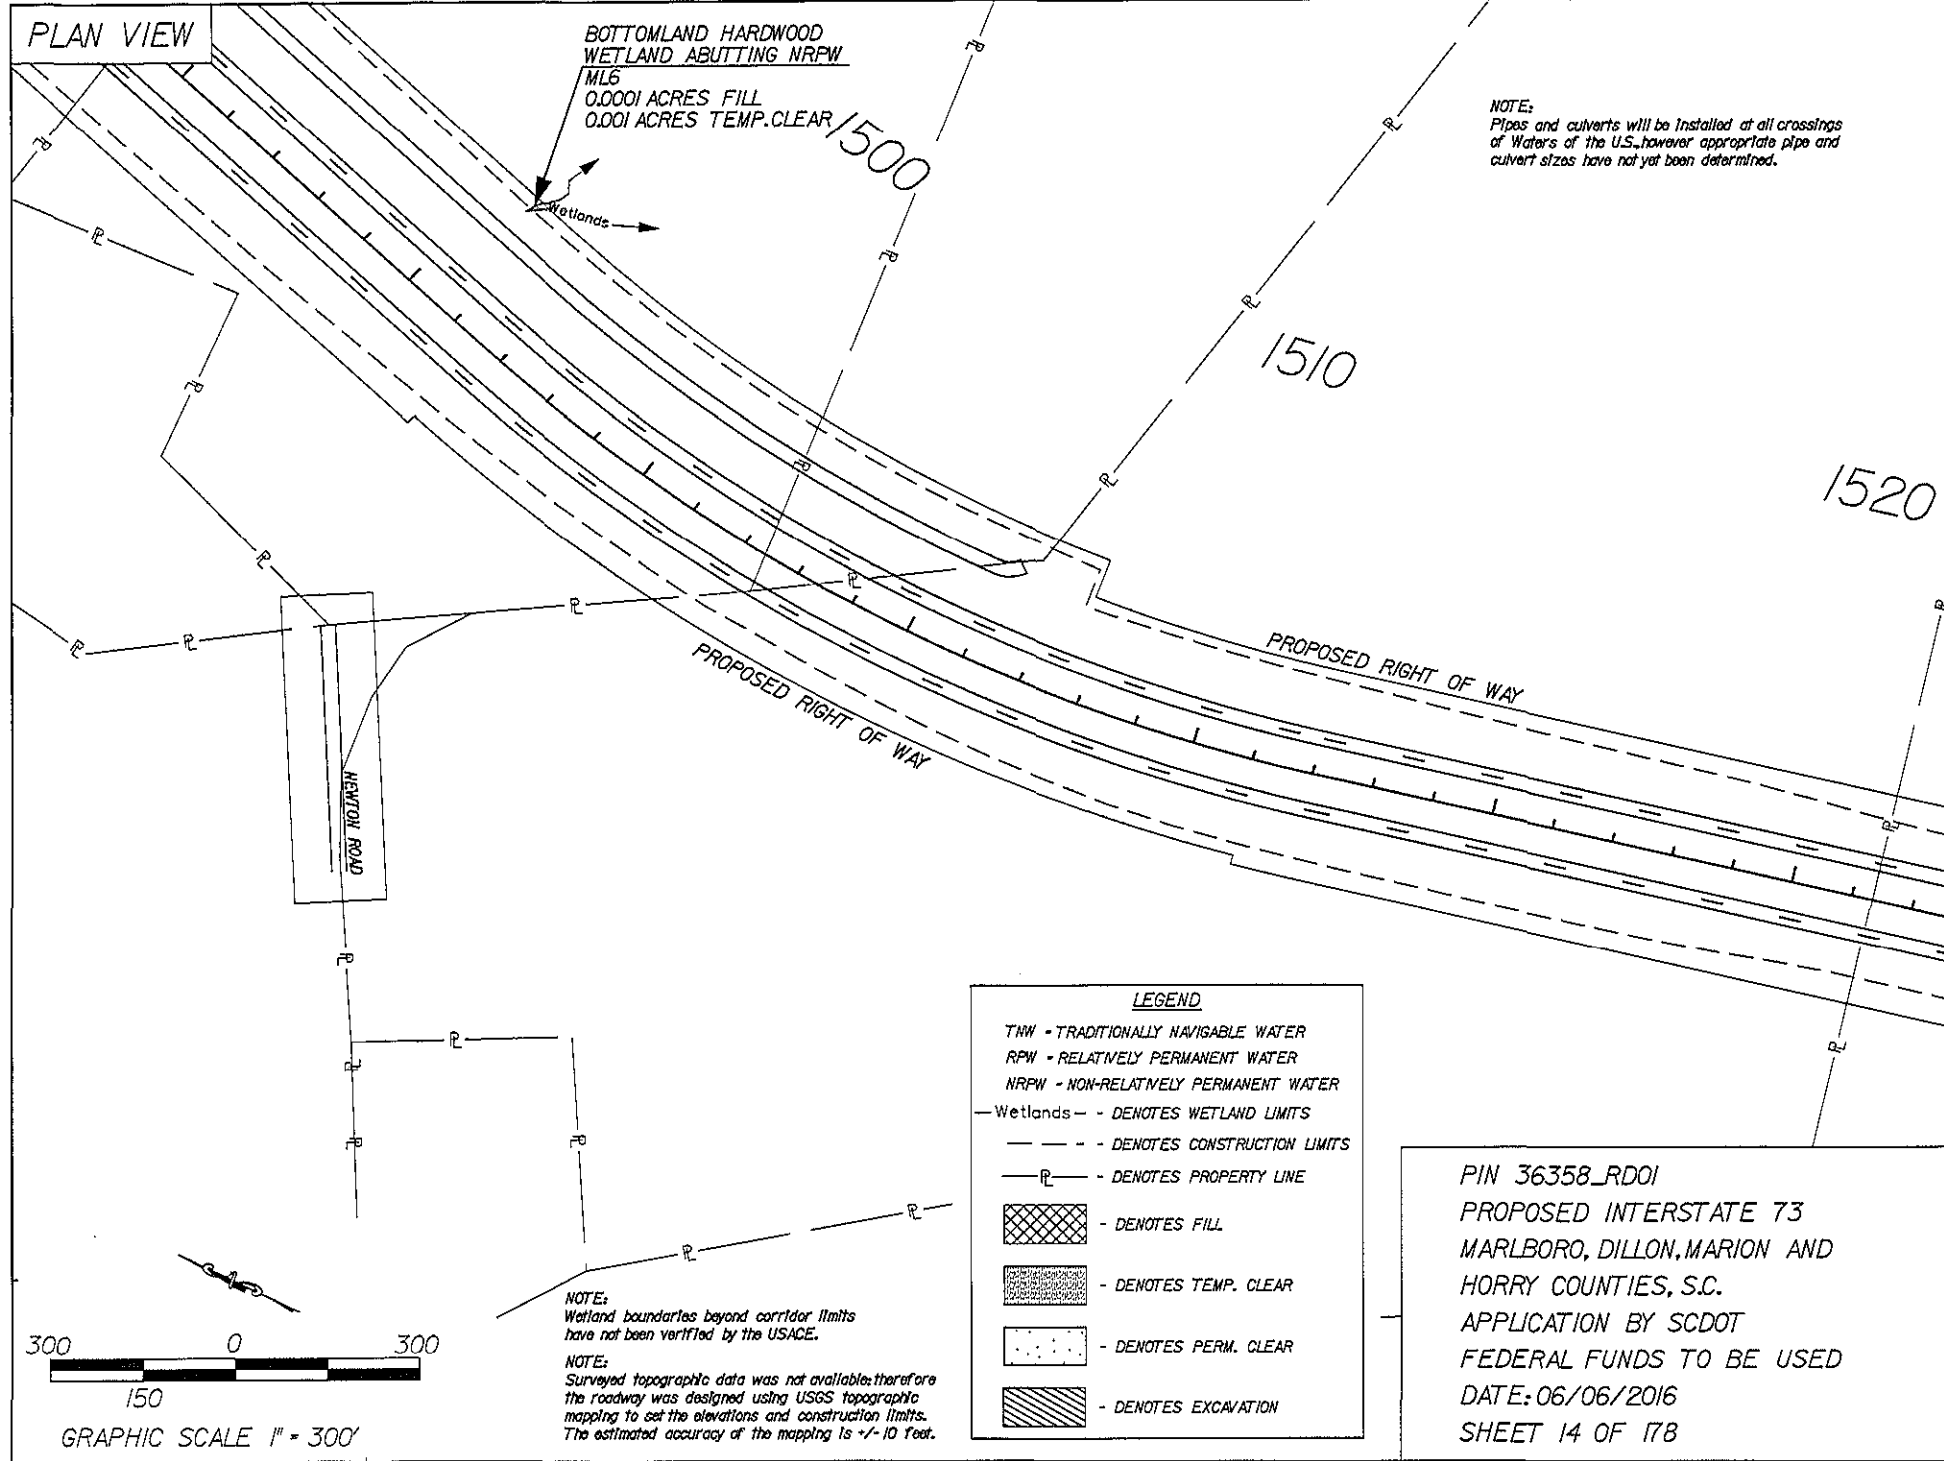 PLAN VIEW
BOTTOMLAND HARDWOOD
WETLAND ABUTTING NRPW
ML6
0.0001 ACRES FILL
0.001 ACRES TEMP. CLEAR
Wetlands
1500
NOTE:
Pipes and culverts will be installed at all crossings
of Waters of the U.S., however appropriate pipe and
culvert sizes have not yet been determined.
1510
1520
PROPOSED RIGHT OF WAY
PROPOSED RIGHT OF WAY
NEWTON ROAD
LEGEND
TNW - TRADITIONALLY NAVIGABLE WATER
RPW - RELATIVELY PERMANENT WATER
NRPW - NON-RELATIVELY PERMANENT WATER
Wetlands - DENOTES WETLAND LIMITS
- DENOTES CONSTRUCTION LIMITS
PL - DENOTES PROPERTY LINE
- DENOTES FILL
- DENOTES TEMP. CLEAR
- DENOTES PERM. CLEAR
- DENOTES EXCAVATION
NOTE:
Wetland boundaries beyond corridor limits
have not been verified by the USACE.
NOTE:
Surveyed topographic data was not available; therefore
the roadway was designed using USGS topographic
mapping to set the elevations and construction limits.
The estimated accuracy of the mapping is +/- 10 feet.
300 0 300
150
GRAPHIC SCALE 1" = 300'
PIN 36358_RD01
PROPOSED INTERSTATE 73
MARLBORO, DILLON, MARION AND
HORRY COUNTIES, S.C.
APPLICATION BY SCDOT
FEDERAL FUNDS TO BE USED
DATE: 06/06/2016
SHEET 14 OF 178